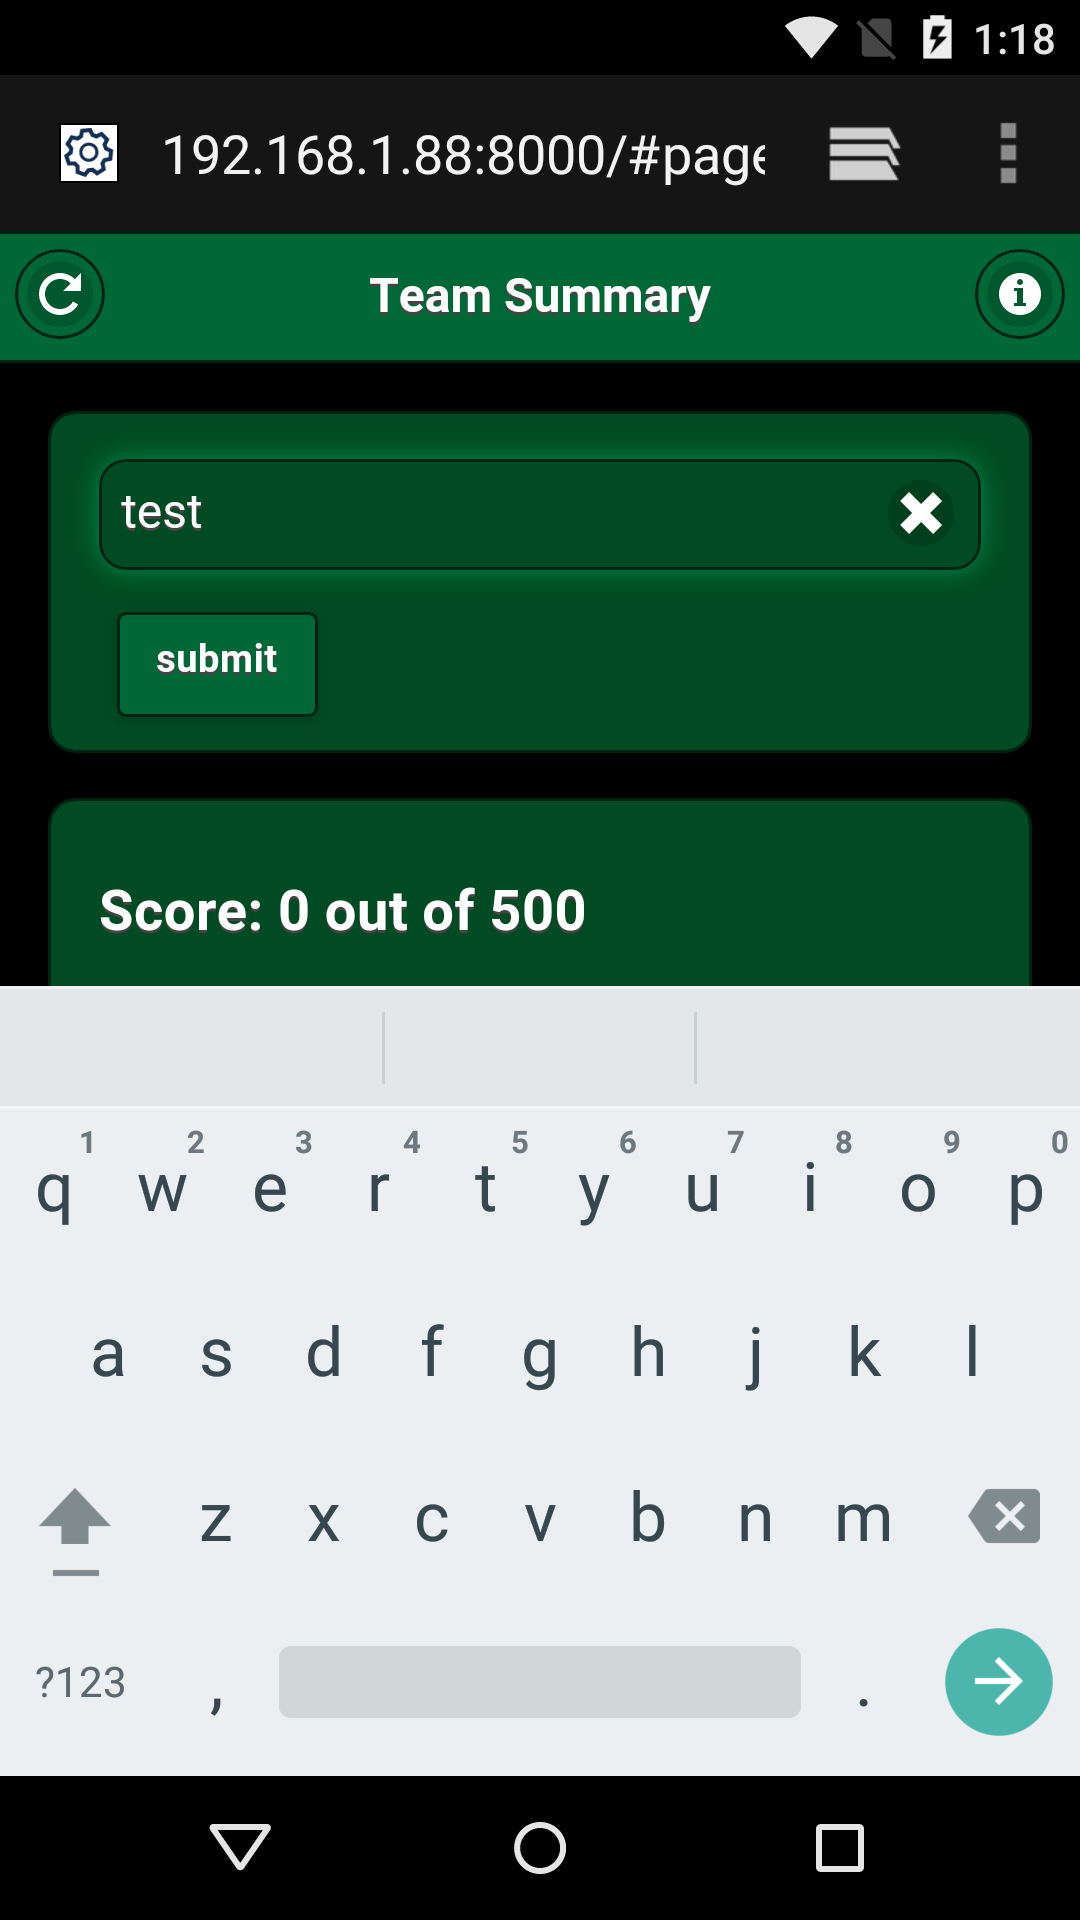 1:18
192.168.1.88:8000/#page
Team Summary
test
submit
Score: 0 out of 500
1 2 3 4 5 6 7 8 9 0
q w e r t y u i o p
a s d f g h j k l
z x c v b n m
?123 , .